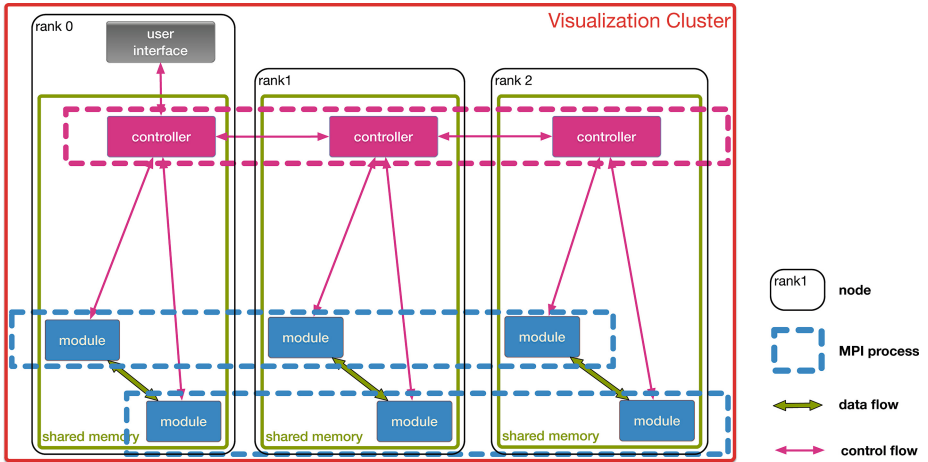 Visualization Cluster
rank 0
user
interface
rank1
rank 2
controller
controller
controller
module
module
module
module
module
module
shared memory
shared memory
shared memory
rank1
node
MPI process
data flow
control flow